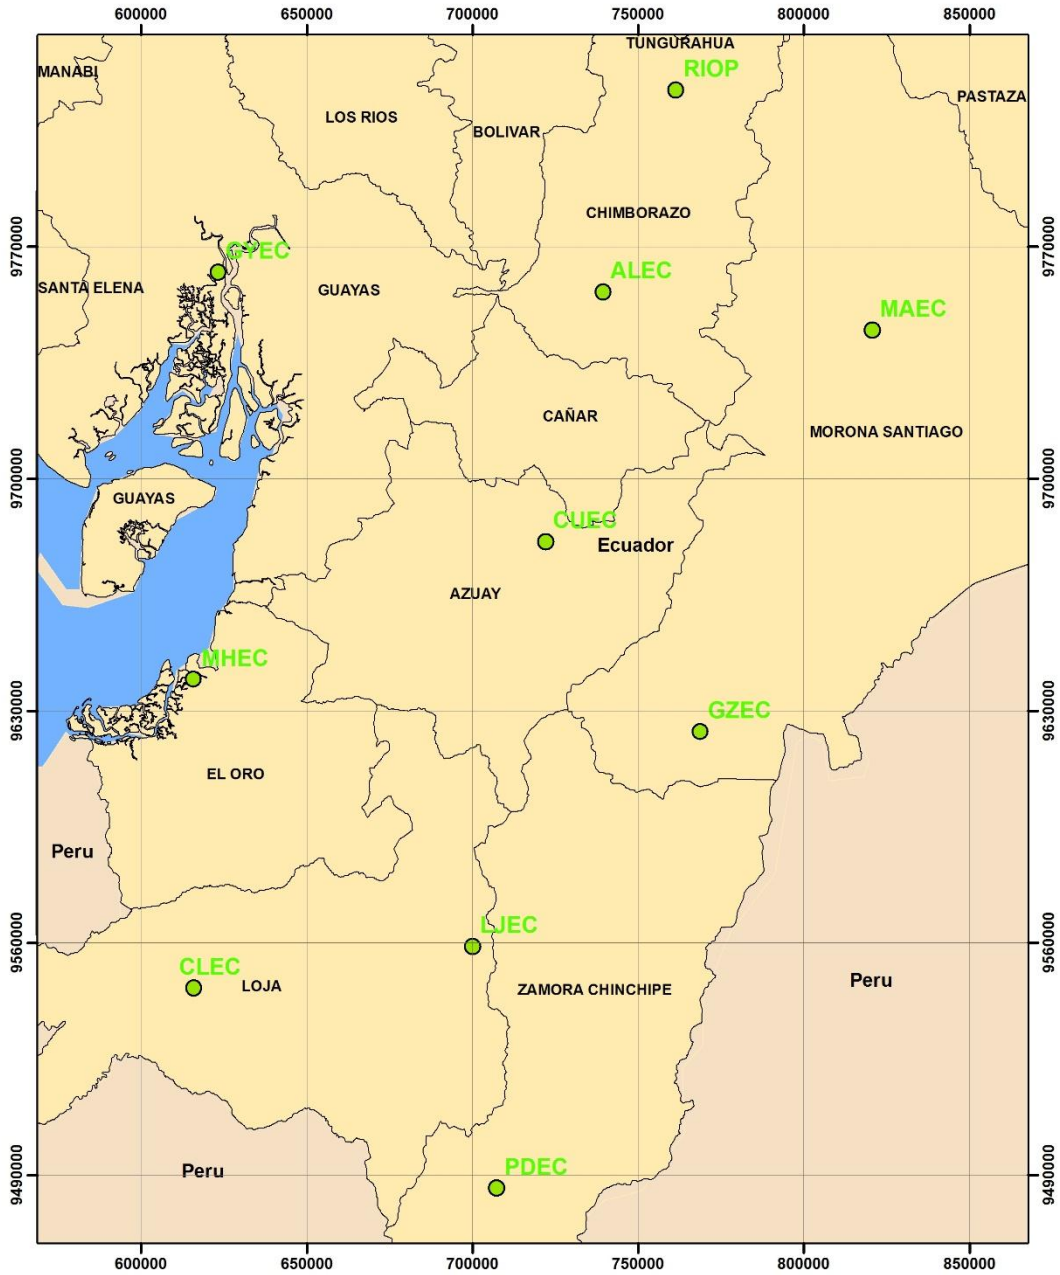 600000 650000 700000 750000 800000 850000
TUNGURAHUA
RIOP
MANABI
PASTAZA
LOS RIOS
BOLIVAR
CHIMBORAZO
9770000 9770000
GYEC
ALEC
SANTA ELENA
GUAYAS
MAEC
CAÑAR
MORONA SANTIAGO
9700000 9700000
GUAYAS
CUEC
Ecuador
AZUAY
MHEC
9630000 9630000
GZEC
EL ORO
Peru
LJEC
9560000 9560000
CLEC
LOJA
ZAMORA CHINCHIPE
Peru
PDEC
Peru
9490000 9490000
600000 650000 700000 750000 800000 850000